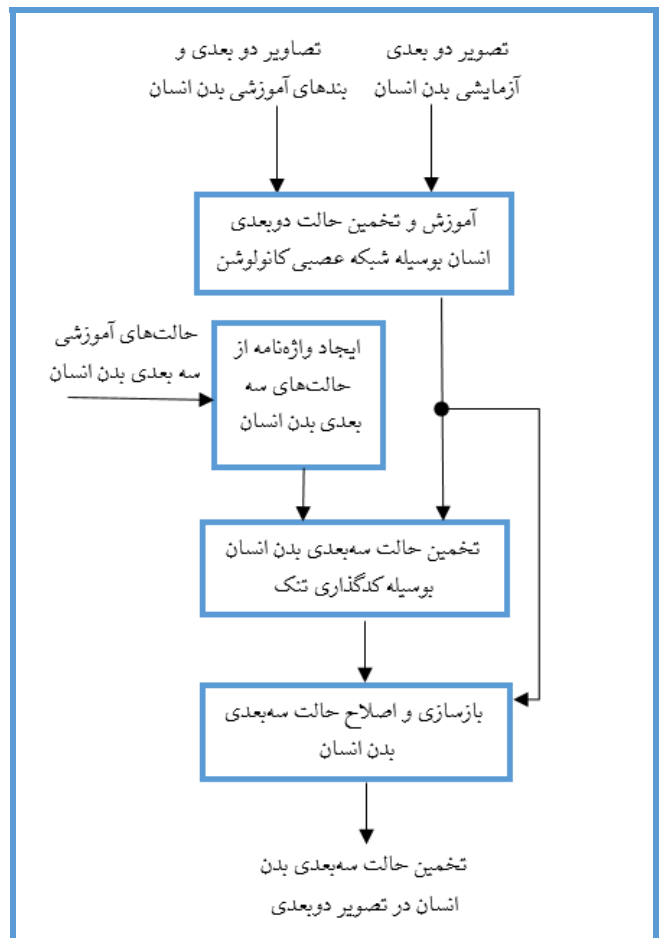 تصویر دو بعدی
آزمایشی بدن انسان
تصاویر دو بعدی و
بندهای آموزشی بدن انسان
آموزش و تخمین حالت دوبعدی
انسان بوسیله شبکه عصبی کانولوشن
حالت‌های آموزشی
سه بعدی بدن انسان
ایجاد واژه‌نامه از
حالت‌های سه
بعدی بدن انسان
تخمین حالت سه‌بعدی بدن انسان
بوسیله کدگذاری تنک
بازسازی و اصلاح حالت سه‌بعدی
بدن انسان
تخمین حالت سه‌بعدی بدن
انسان در تصویر دوبعدی